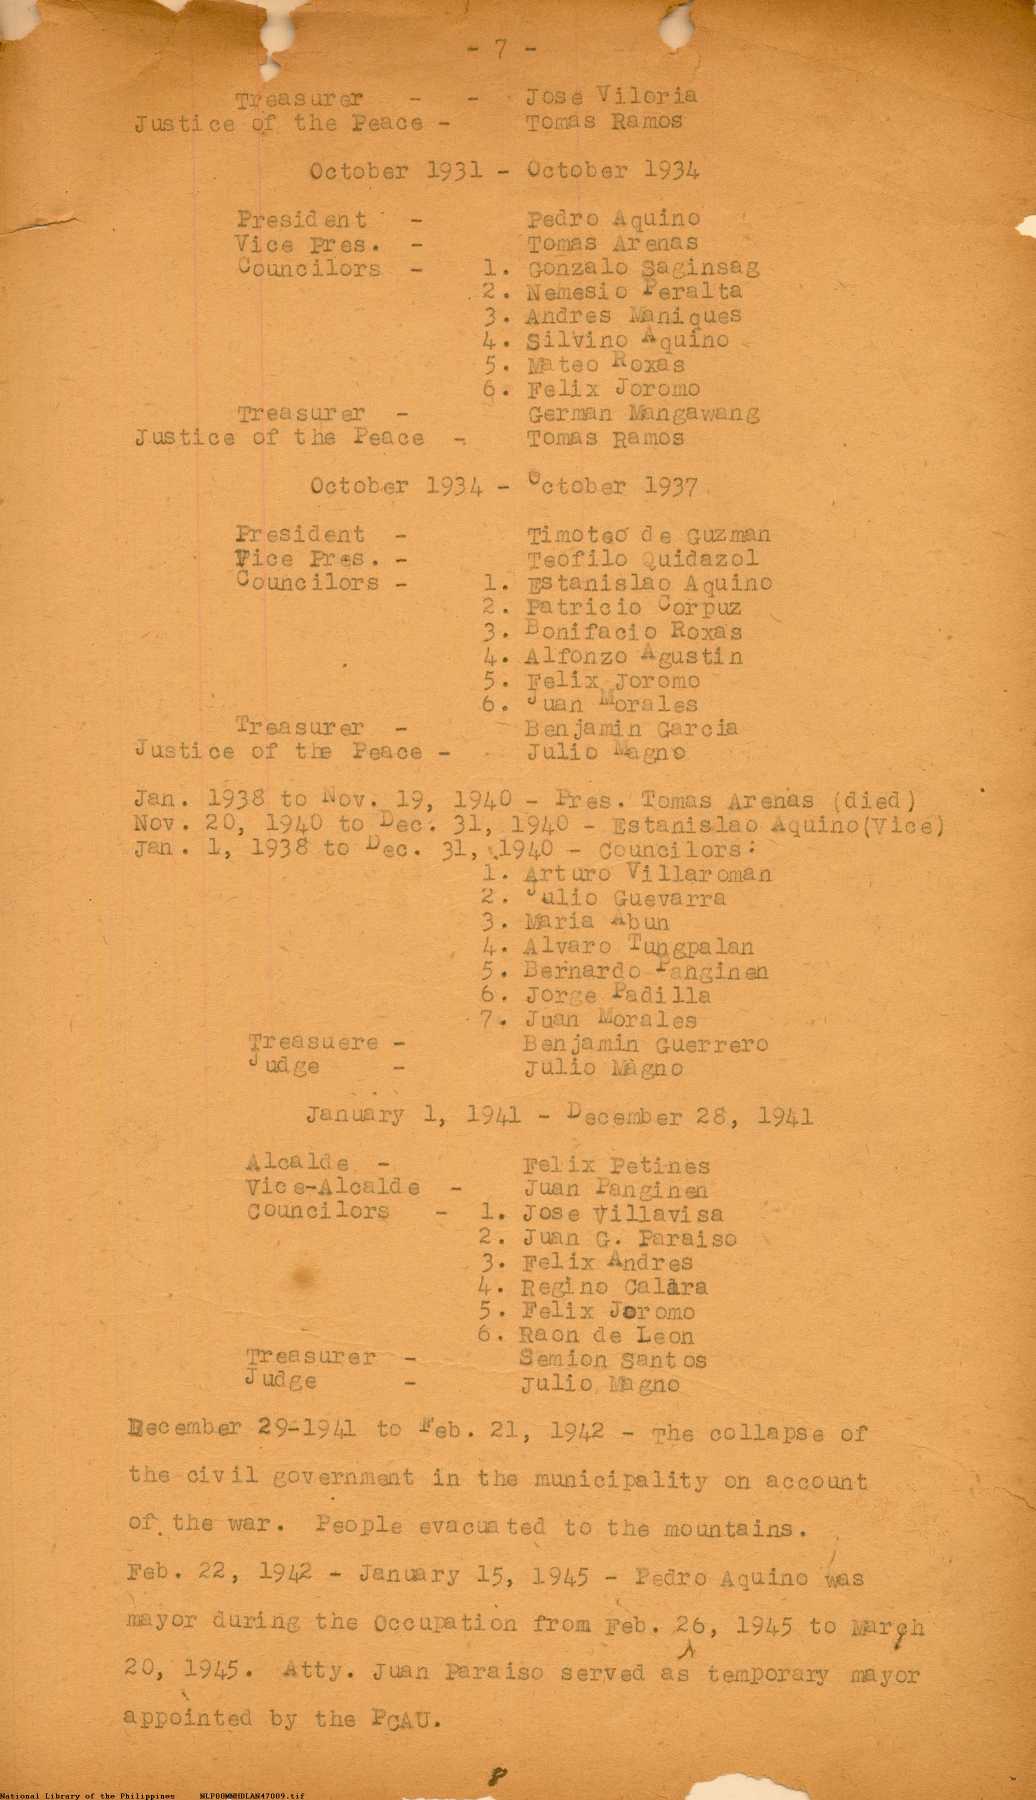 - 7 -
Treasurer - - Jose Viloria
Justice of the Peace - Tomas Ramos
October 1931 - October 1934
President - Pedro Aquino
Vice Pres. - Tomas Arenas
Councilors - 1. Gonzalo Saginsag
2. Nemesio Peralta
3. Andres Maniques
4. Silvino Aquino
5. Mateo Roxas
6. Felix Joromo
Treasurer - German Mangawang
Justice of the Peace - Tomas Ramos
October 1934 - October 1937
President - Timoteo de Guzman
Vice Pres. - Teofilo Quidazol
Councilors - 1. Estanislao Aquino
2. Patricio Corpuz
3. Bonifacio Roxas
4. Alfonzo Agustin
5. Felix Joromo
6. Juan Morales
Treasurer - Benjamin Garcia
Justice of the Peace - Julio Magno
Jan. 1938 to Nov. 19, 1940 - Pres. Tomas Arenas (died)
Nov. 20, 1940 to Dec. 31, 1940 - Estanislao Aquino(Vice)
Jan. 1, 1938 to Dec. 31, 1940 - Councilors:
1. Arturo Villaroman
2. Julio Guevarra
3. Maria Abun
4. Alvaro Tungpalan
5. Bernardo Panginen
6. Jorge Padilla
7. Juan Morales
Treasuere - Benjamin Guerrero
Judge - Julio Magno
January 1, 1941 - December 28, 1941
Alcalde - Felix Petines
Vice-Alcalde - Juan Panginen
Councilors - 1. Jose Villavisa
2. Juan G. Paraiso
3. Felix Andres
4. Regino Calara
5. Felix Joromo
6. Raon de Leon
Treasurer - Semion Santos
Judge - Julio Magno
December 29-1941 to Feb. 21, 1942 - The collapse of
the civil government in the municipality on account
of the war. People evacuated to the mountains.
Feb. 22, 1942 - January 15, 1945 - Pedro Aquino was
mayor during the Occupation from Feb. 26, 1945 to March
20, 1945. Atty. Juan Paraiso served as temporary mayor
appointed by the PCAU.
8
National Library of the Philippines NLP00MNHDLAN47009.tif